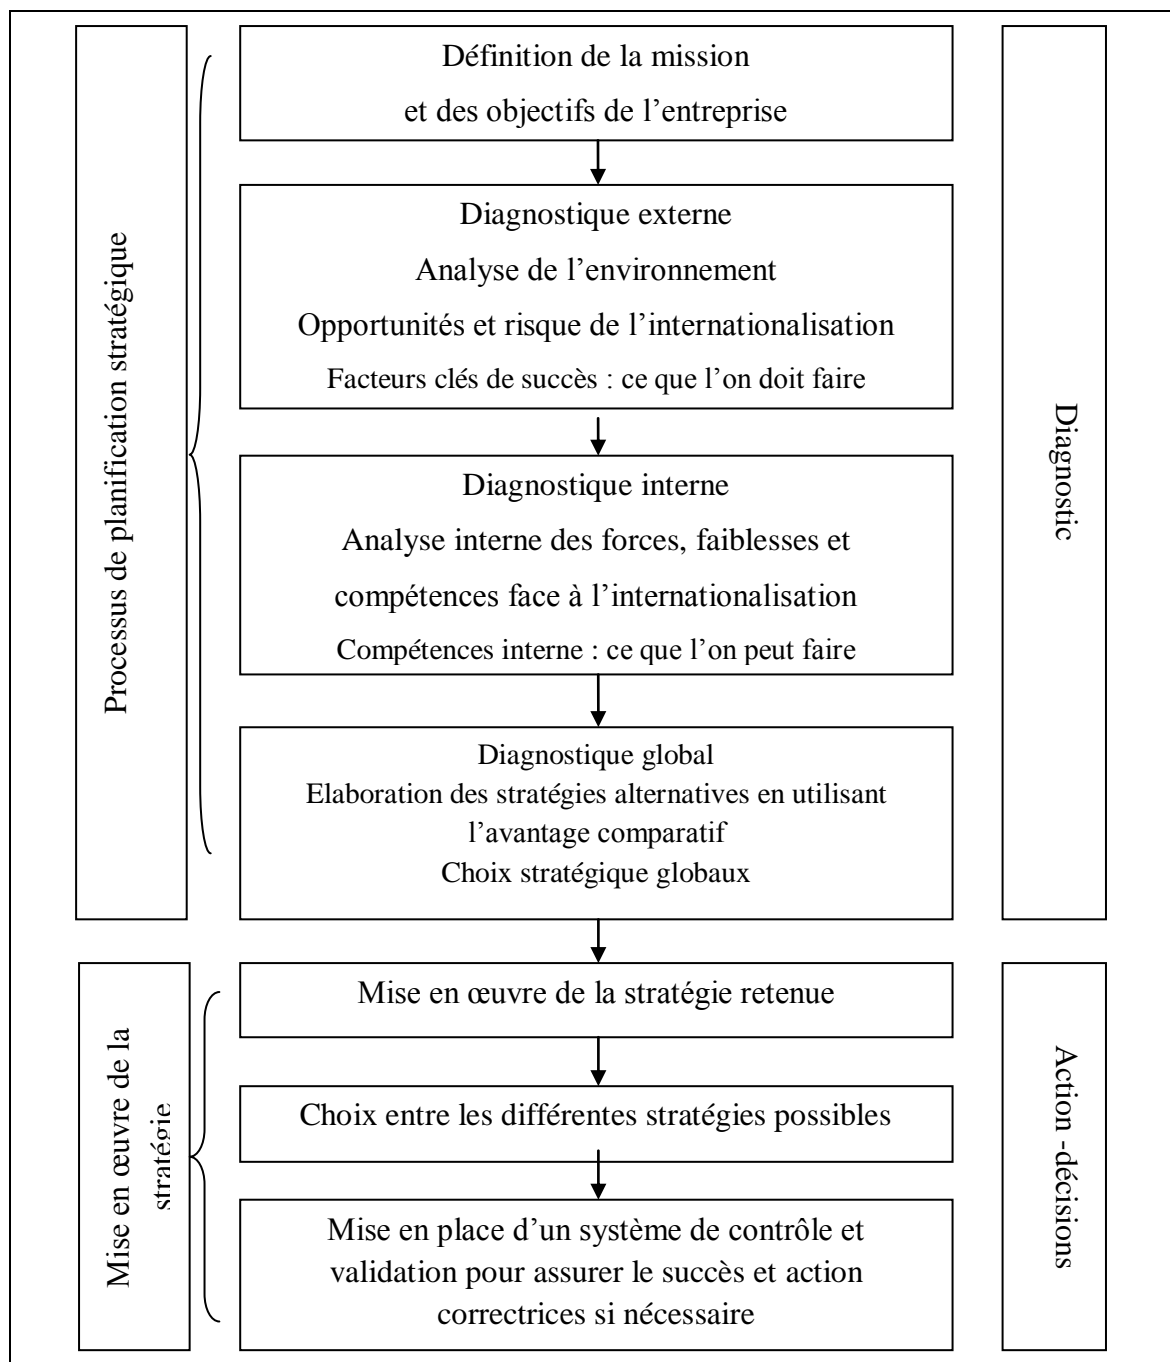 Processus de planification stratégique
Définition de la mission
et des objectifs de l’entreprise
Diagnostique externe
Analyse de l’environnement
Opportunités et risque de l’internationalisation
Facteurs clés de succès : ce que l’on doit faire
Diagnostique interne
Analyse interne des forces, faiblesses et
compétences face à l’internationalisation
Compétences interne : ce que l’on peut faire
Diagnostique global
Elaboration des stratégies alternatives en utilisant
l’avantage comparatif
Choix stratégique globaux
Diagnostic
Mise en œuvre de la
stratégie
Mise en œuvre de la stratégie retenue
Choix entre les différentes stratégies possibles
Mise en place d’un système de contrôle et
validation pour assurer le succès et action
correctrices si nécessaire
Action -décisions